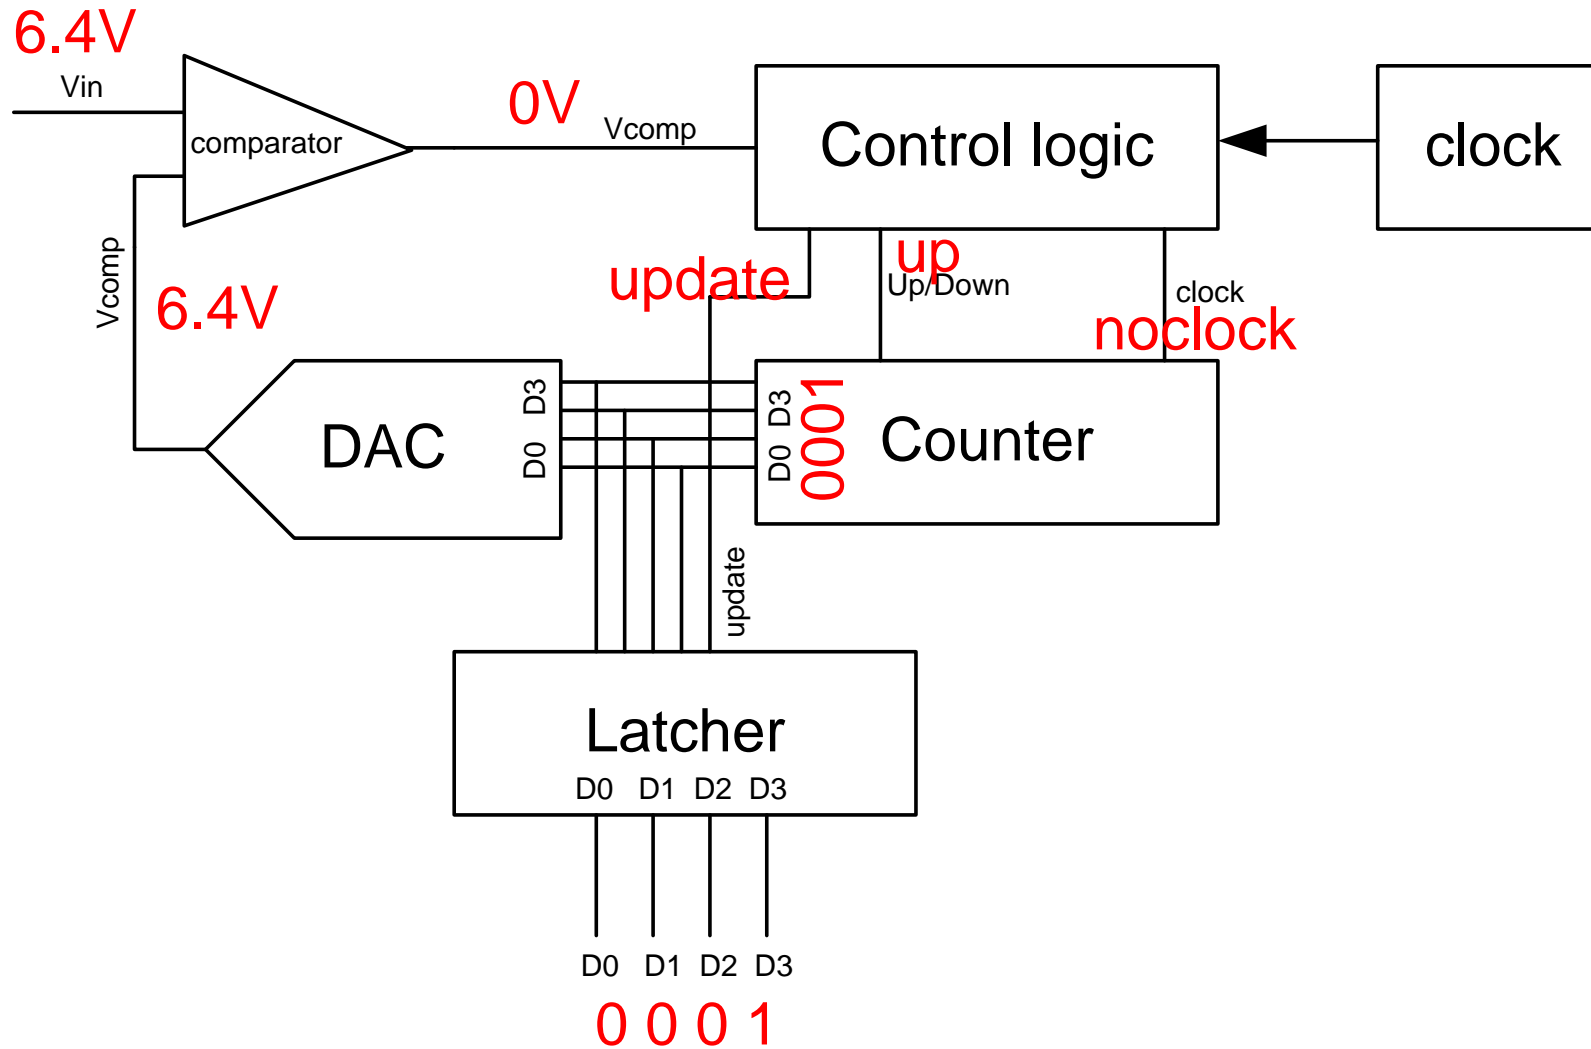 6.4V
Vin
comparator
0V
Vcomp
Control logic
clock
Vcomp
6.4V
update
up
Up/Down
clock
noclock
DAC
D3
D0
D3
D0
0001
Counter
update
Latcher
D0 D1 D2 D3
D0 D1 D2 D3
0 0 0 1